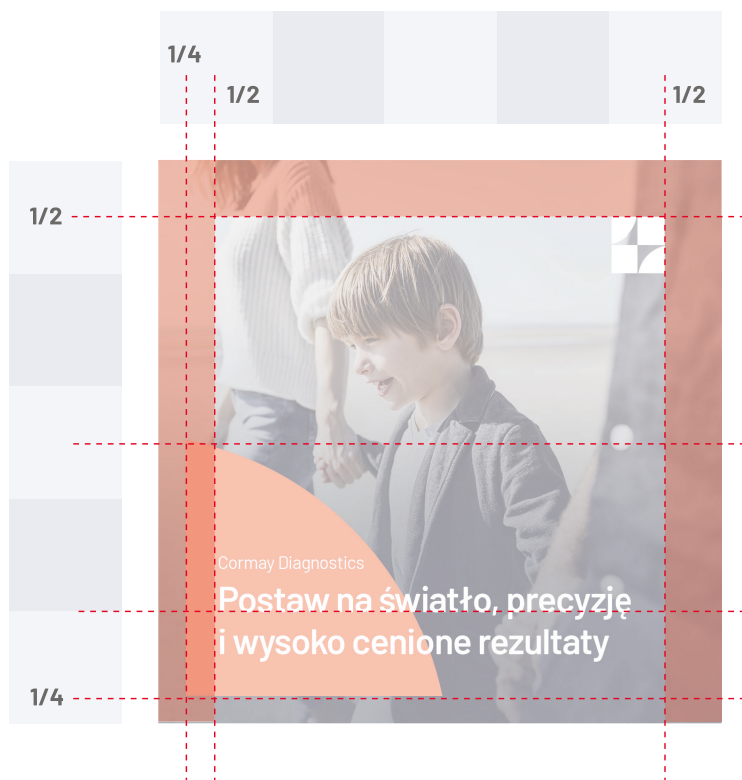 1/4
1/2
1/2
1/2
Cormay Diagnostics
Postaw na światło, precyzję
i wysoko cenione rezultaty
1/4